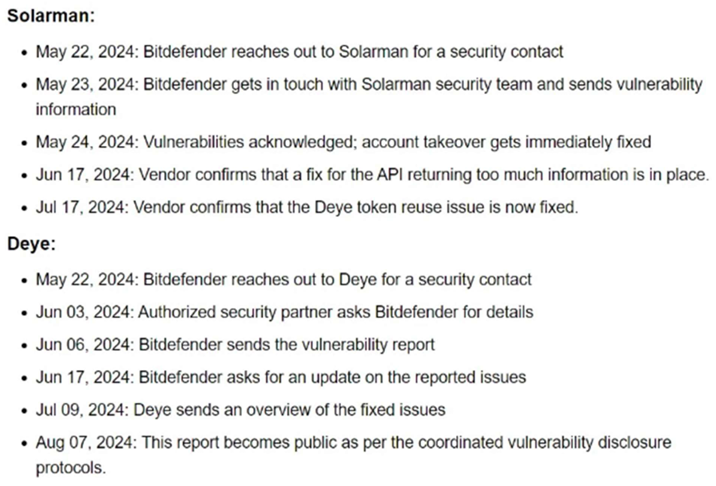 Solarman:
• May 22, 2024: Bitdefender reaches out to Solarman for a security contact
• May 23, 2024: Bitdefender gets in touch with Solarman security team and sends vulnerability
information
• May 24, 2024: Vulnerabilities acknowledged; account takeover gets immediately fixed
• Jun 17, 2024: Vendor confirms that a fix for the API returning too much information is in place.
• Jul 17, 2024: Vendor confirms that the Deye token reuse issue is now fixed.
Deye:
• May 22, 2024: Bitdefender reaches out to Deye for a security contact
• Jun 03, 2024: Authorized security partner asks Bitdefender for details
• Jun 06, 2024: Bitdefender sends the vulnerability report
• Jun 17, 2024: Bitdefender asks for an update on the reported issues
• Jul 09, 2024: Deye sends an overview of the fixed issues
• Aug 07, 2024: This report becomes public as per the coordinated vulnerability disclosure
protocols.